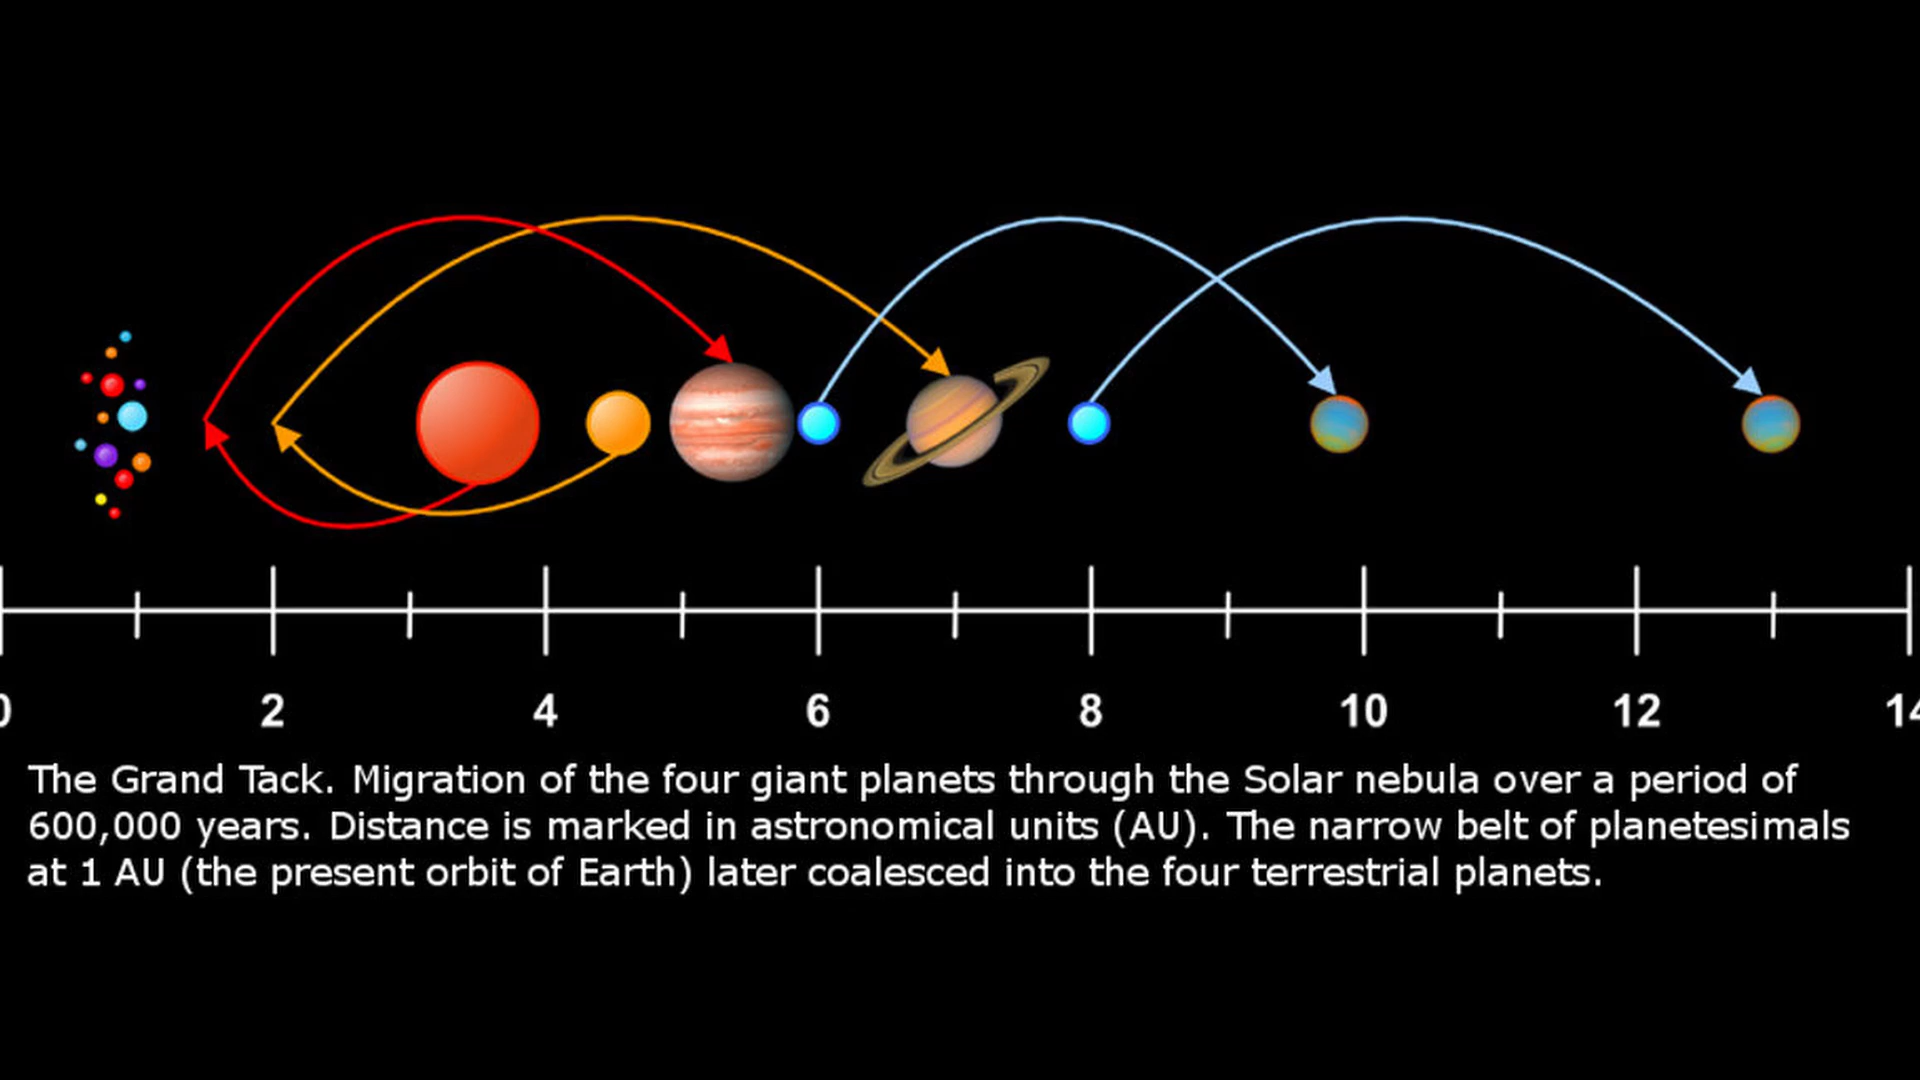 0 2 4 6 8 10 12 14
The Grand Tack. Migration of the four giant planets through the Solar nebula over a period of
600,000 years. Distance is marked in astronomical units (AU). The narrow belt of planetesimals
at 1 AU (the present orbit of Earth) later coalesced into the four terrestrial planets.